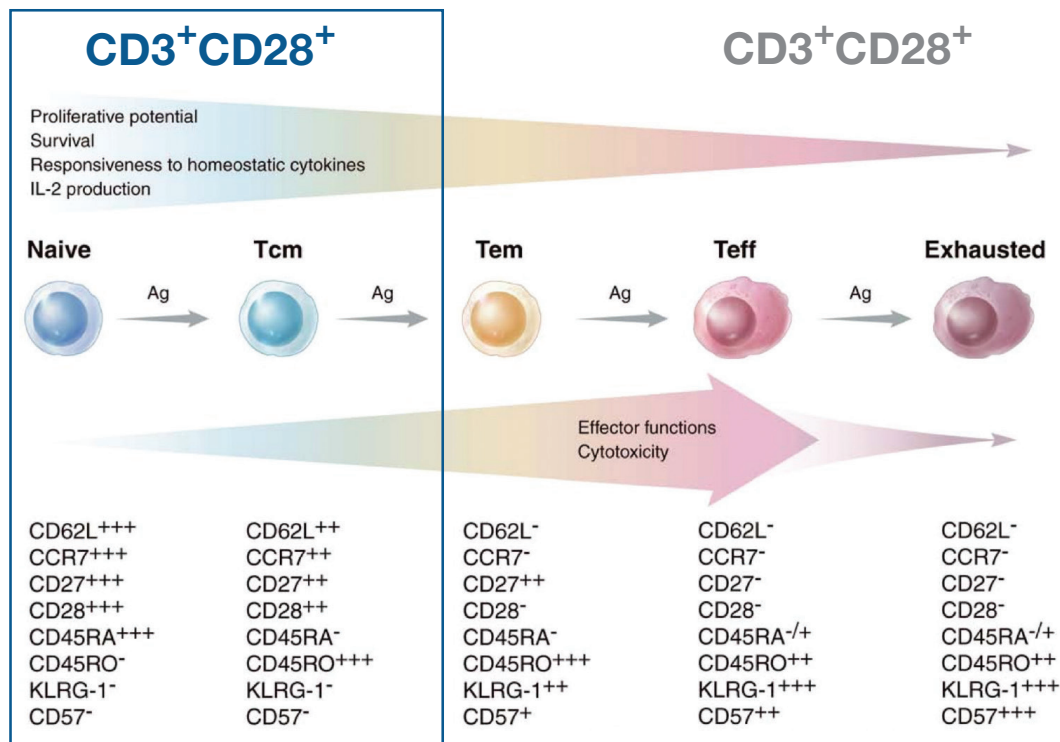 CD3⁺CD28⁺
CD3⁺CD28⁺
Proliferative potential
Survival
Responsiveness to homeostatic cytokines
IL-2 production
Naive
Tcm
Tem
Teff
Exhausted
Ag
Ag
Ag
Ag
Effector functions
Cytotoxicity
CD62L⁺⁺⁺
CCR7⁺⁺⁺
CD27⁺⁺⁺
CD28⁺⁺⁺
CD45RA⁺⁺⁺
CD45RO⁻
KLRG-1⁻
CD57⁻
CD62L⁺⁺
CCR7⁺⁺
CD27⁺⁺
CD28⁺⁺
CD45RA⁻
CD45RO⁺⁺⁺
KLRG-1⁻
CD57⁻
CD62L⁻
CCR7⁻
CD27⁺⁺
CD28⁻
CD45RA⁻
CD45RO⁺⁺⁺
KLRG-1⁺⁺
CD57⁺
CD62L⁻
CCR7⁻
CD27⁻
CD28⁻
CD45RA⁻/⁺
CD45RO⁺⁺
KLRG-1⁺⁺⁺
CD57⁺⁺
CD62L⁻
CCR7⁻
CD27⁻
CD28⁻
CD45RA⁻/⁺
CD45RO⁺⁺
KLRG-1⁺⁺⁺
CD57⁺⁺⁺